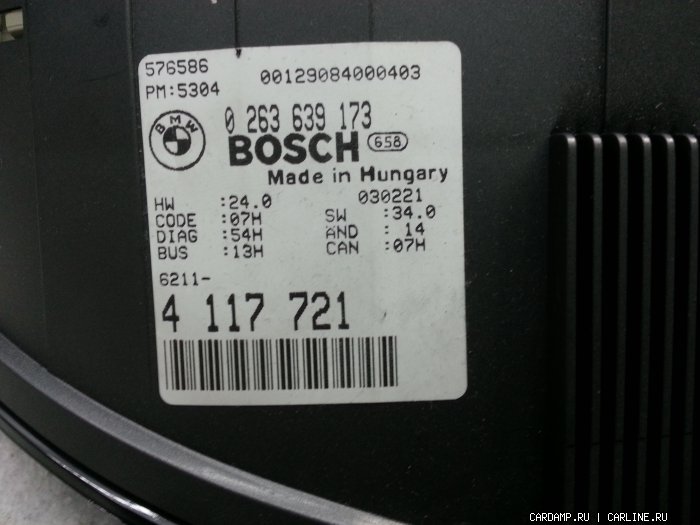 576586
00129084000403
PM:5304
BMW
0 263 639 173
BOSCH 658
Made in Hungary
HW :24.0 030221
CODE :07H SW :34.0
DIAG :54H AND : 14
BUS :13H CAN :07H
6211-
4 117 721
CARDAMP.RU | CARLINE.RU